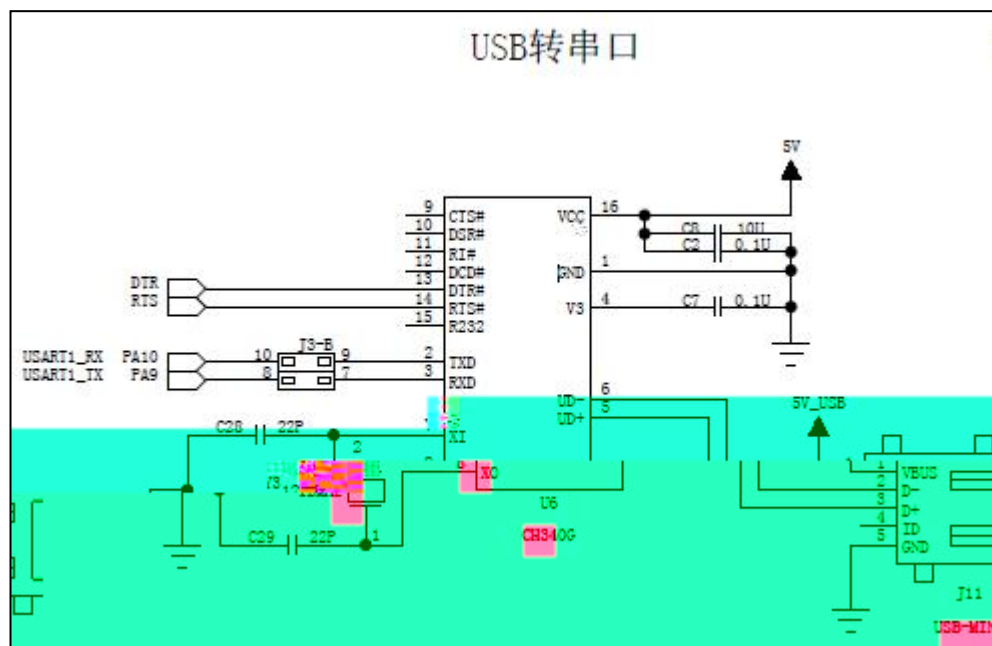 USB转串口
5V
9 CTS# VCC 16
10 DSR# C8 10U
11 RI# C2 0.1U
12 DCD# GND 1
DTR 13 DTR#
RTS 14 RTS# V3 4 C7 0.1U
15 R232
J3-B
USART1_RX PA10 10 9 2 TXD
USART1_TX PA9 8 7 3 RXD
UD- 6
UD+ 5 5V_USB
C28 22P XI
2
XO 1 VBUS
2 D-
U6 3 D+
4 ID
C29 22P 1 CH340G 5 GND
J11
USB-MIN